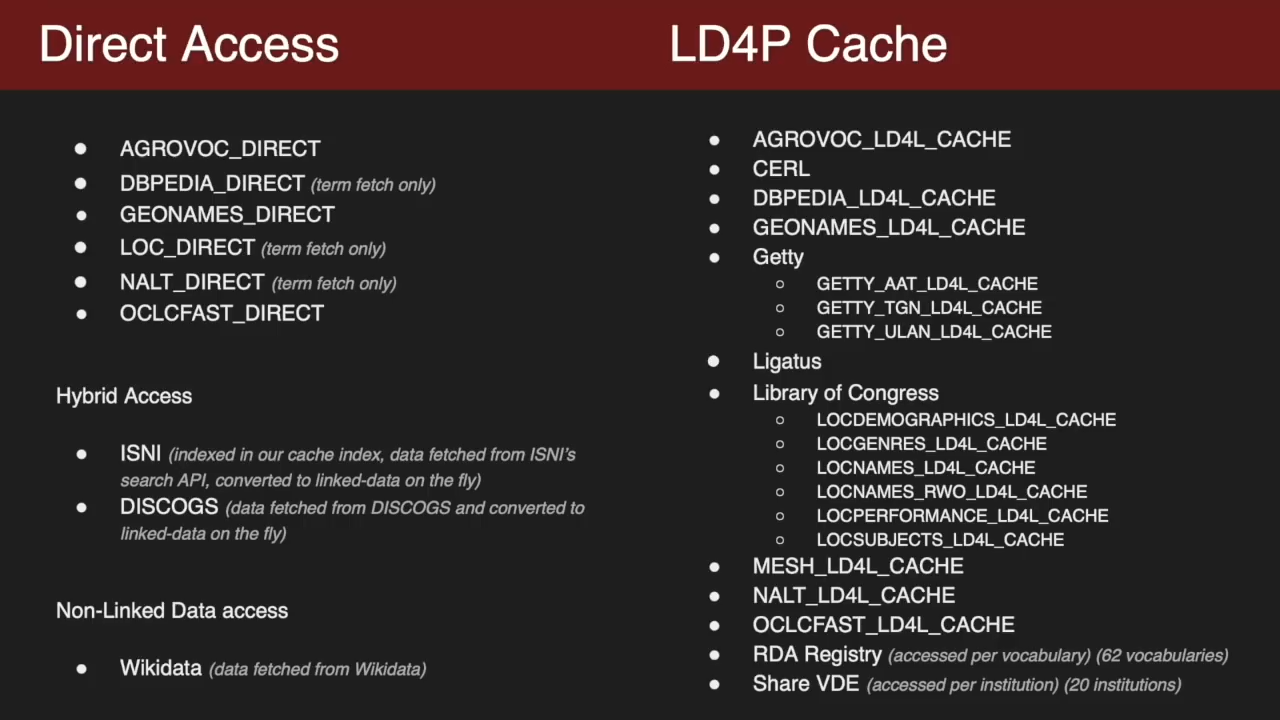 Direct Access
● AGROVOC_DIRECT
● DBPEDIA_DIRECT (term fetch only)
● GEONAMES_DIRECT
● LOC_DIRECT (term fetch only)
● NALT_DIRECT (term fetch only)
● OCLCFAST_DIRECT
Hybrid Access
● ISNI (indexed in our cache index, data fetched from ISNI’s
search API, converted to linked-data on the fly)
● DISCOGS (data fetched from DISCOGS and converted to
linked-data on the fly)
Non-Linked Data access
● Wikidata (data fetched from Wikidata)
LD4P Cache
● AGROVOC_LD4L_CACHE
● CERL
● DBPEDIA_LD4L_CACHE
● GEONAMES_LD4L_CACHE
● Getty
○ GETTY_AAT_LD4L_CACHE
○ GETTY_TGN_LD4L_CACHE
○ GETTY_ULAN_LD4L_CACHE
● Ligatus
● Library of Congress
○ LOCDEMOGRAPHICS_LD4L_CACHE
○ LOCGENRES_LD4L_CACHE
○ LOCNAMES_LD4L_CACHE
○ LOCNAMES_RWO_LD4L_CACHE
○ LOCPERFORMANCE_LD4L_CACHE
○ LOCSUBJECTS_LD4L_CACHE
● MESH_LD4L_CACHE
● NALT_LD4L_CACHE
● OCLCFAST_LD4L_CACHE
● RDA Registry (accessed per vocabulary) (62 vocabularies)
● Share VDE (accessed per institution) (20 institutions)